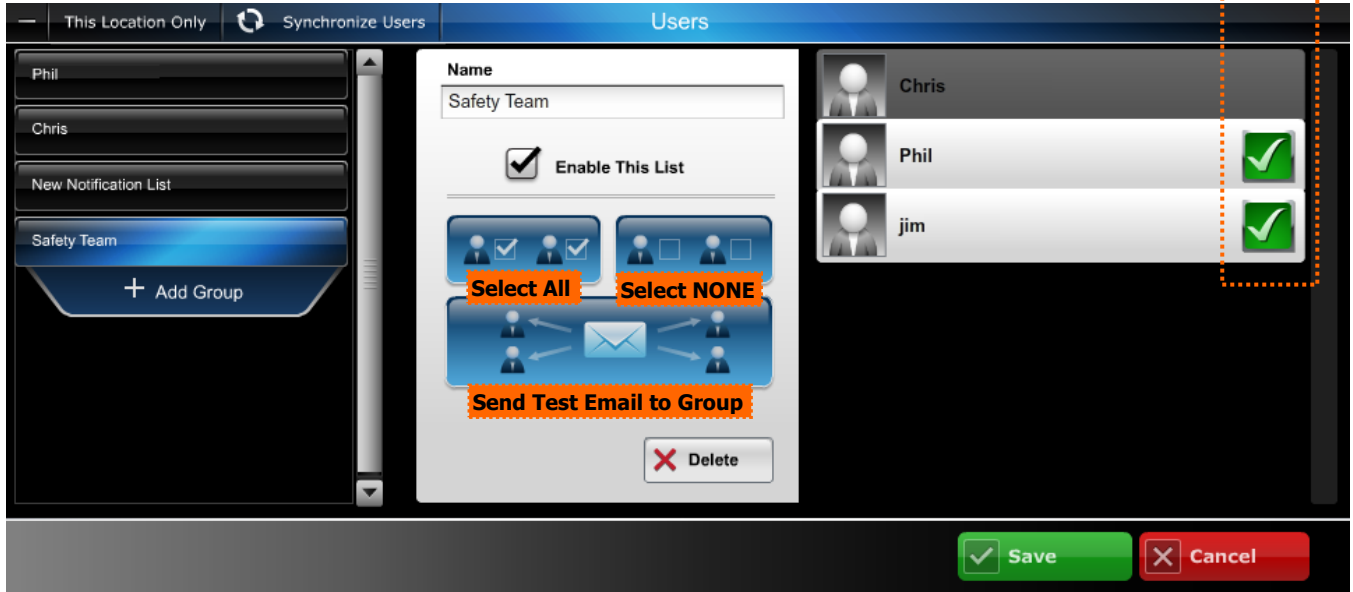 This Location Only
Synchronize Users
Users
Phil
Chris
New Notification List
Safety Team
+ Add Group
Name
Safety Team
Enable This List
Select All
Select NONE
Send Test Email to Group
Delete
Chris
Phil
jim
Save
Cancel